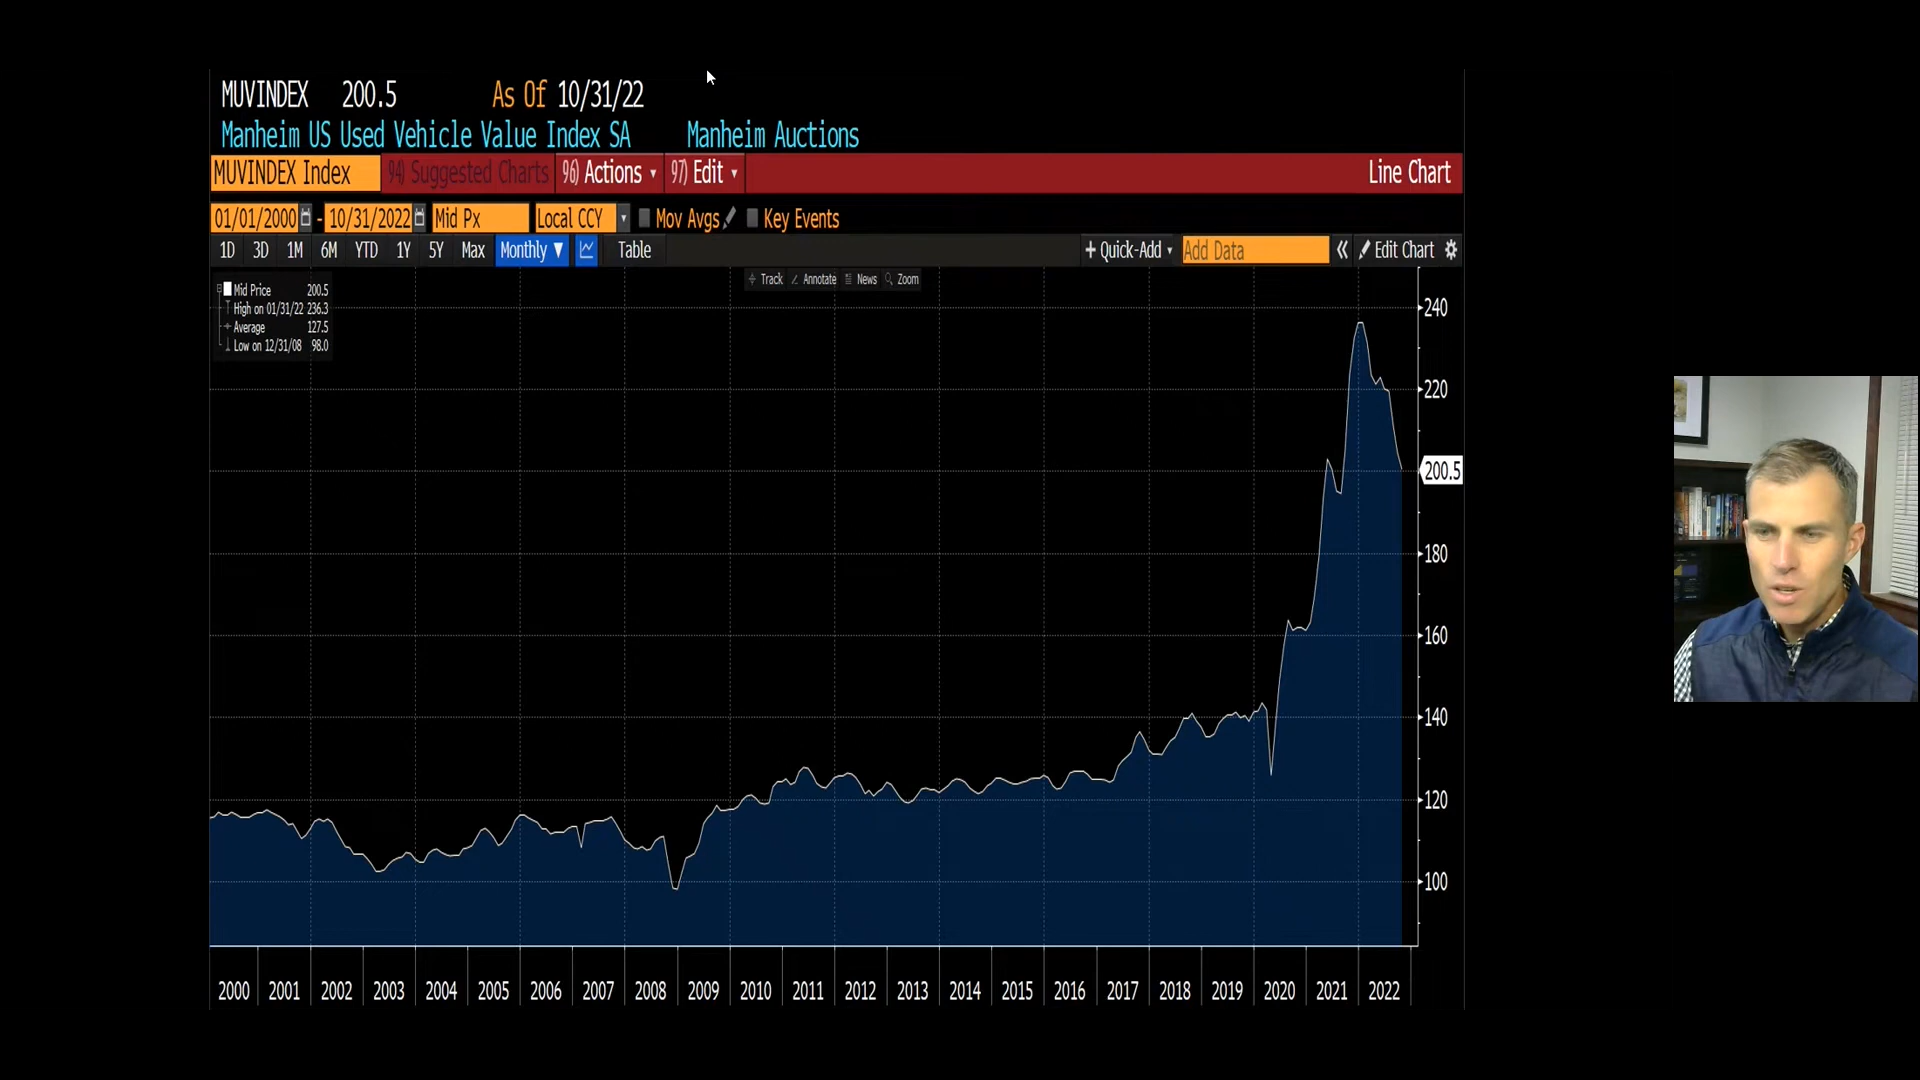 MUVINDEX 200.5 As Of 10/31/22
Manheim US Used Vehicle Value Index SA Manheim Auctions
MUVINDEX Index 94) Suggested Charts 96) Actions 97) Edit Line Chart
01/01/2000 - 10/31/2022 Mid Px Local CCY Mov Avgs Key Events
1D 3D 1M 6M YTD 1Y 5Y Max Monthly Table + Quick-Add Add Data « Edit Chart
Track Annotate News Zoom
Mid Price 200.5
High on 01/31/22 236.3
Average 127.5
Low on 12/31/08 98.0
240
220
200.5
180
160
140
120
100
2000 2001 2002 2003 2004 2005 2006 2007 2008 2009 2010 2011 2012 2013 2014 2015 2016 2017 2018 2019 2020 2021 2022